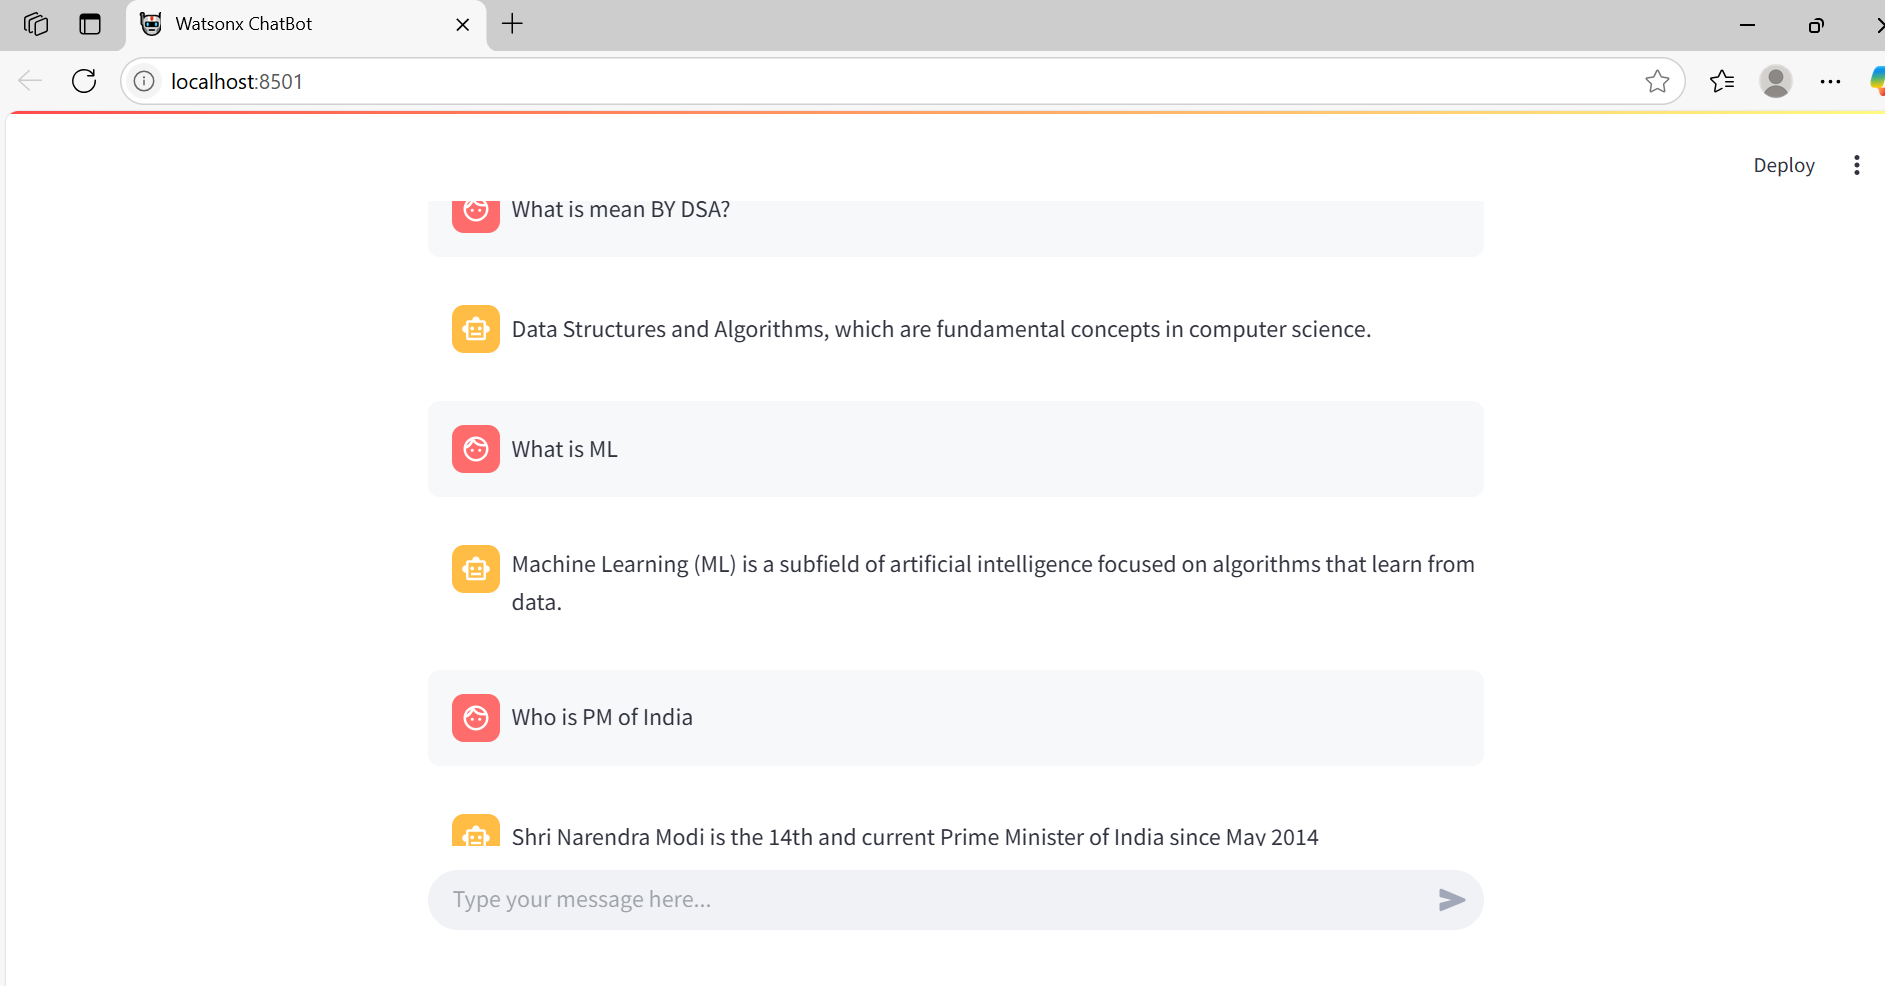 Watsonx ChatBot
localhost:8501
Deploy
What is mean BY DSA?
Data Structures and Algorithms, which are fundamental concepts in computer science.
What is ML
Machine Learning (ML) is a subfield of artificial intelligence focused on algorithms that learn from
data.
Who is PM of India
Shri Narendra Modi is the 14th and current Prime Minister of India since May 2014
Type your message here...